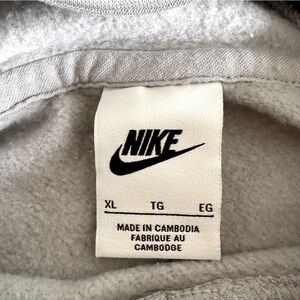 NIKE
XL TG EG
MADE IN CAMBODIA
FABRIQUE AU
CAMBODGE